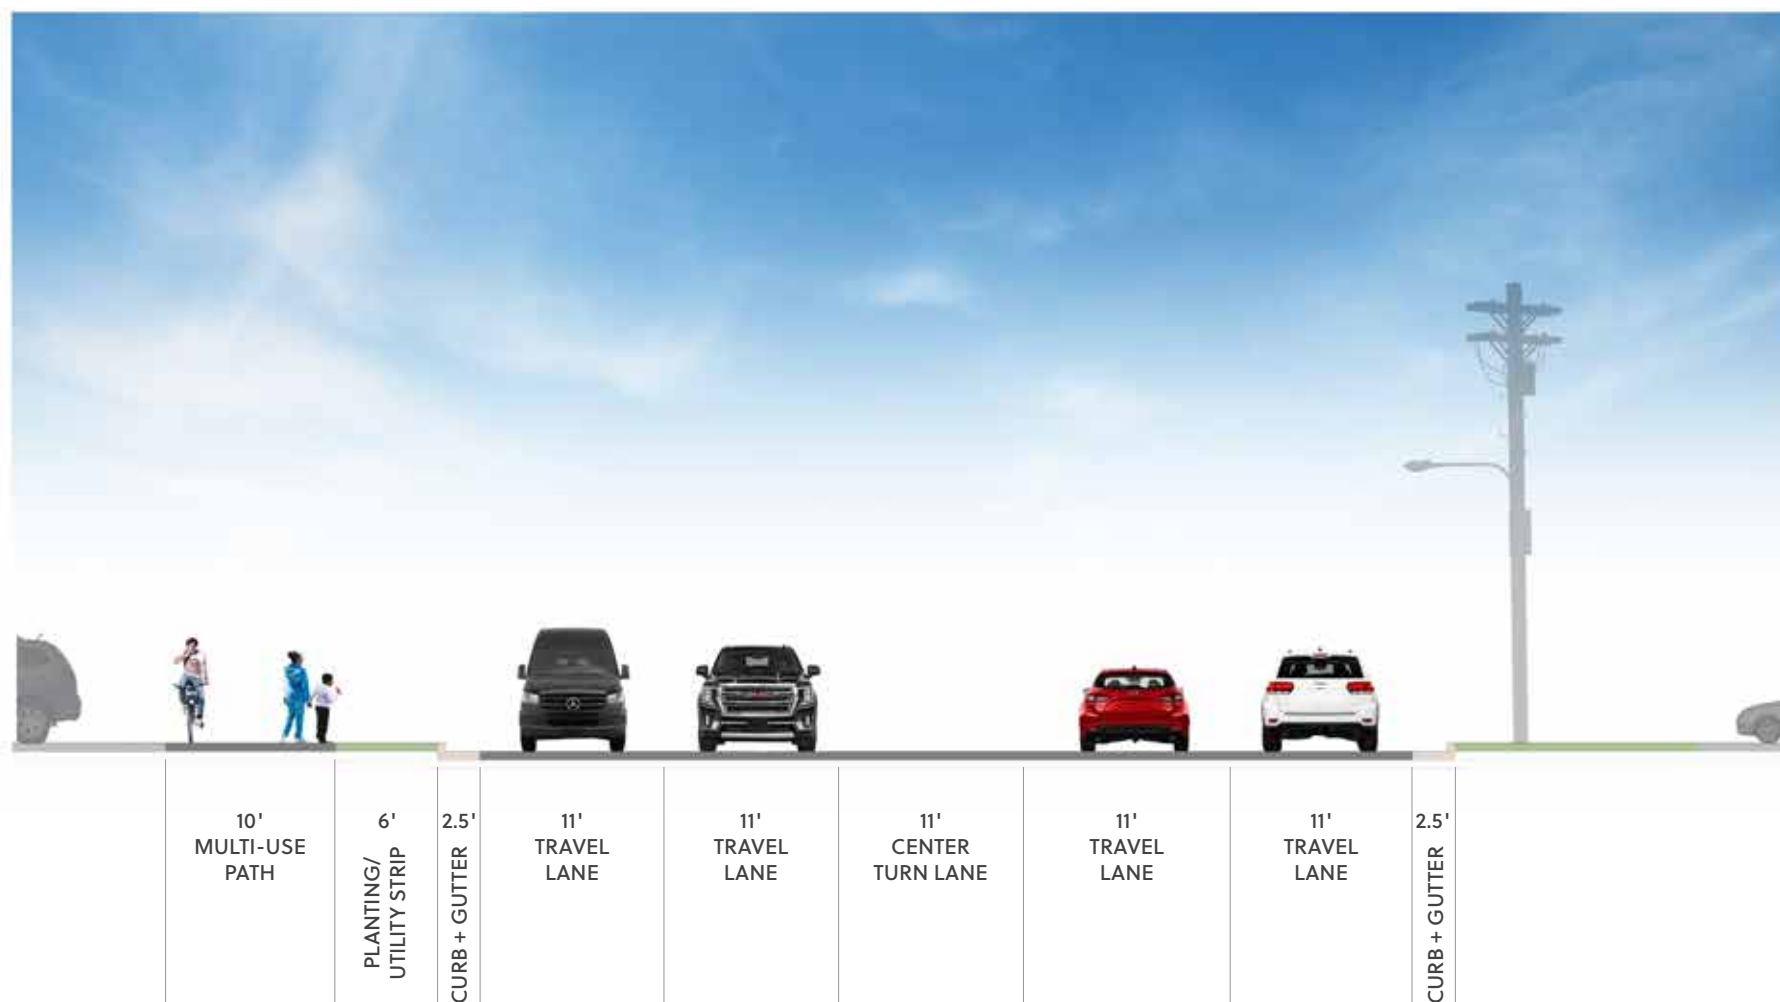 10'
MULTI-USE
PATH
6'
PLANTING/
UTILITY STRIP
2.5'
CURB + GUTTER
11'
TRAVEL
LANE
11'
TRAVEL
LANE
11'
CENTER
TURN LANE
11'
TRAVEL
LANE
11'
TRAVEL
LANE
2.5'
CURB + GUTTER